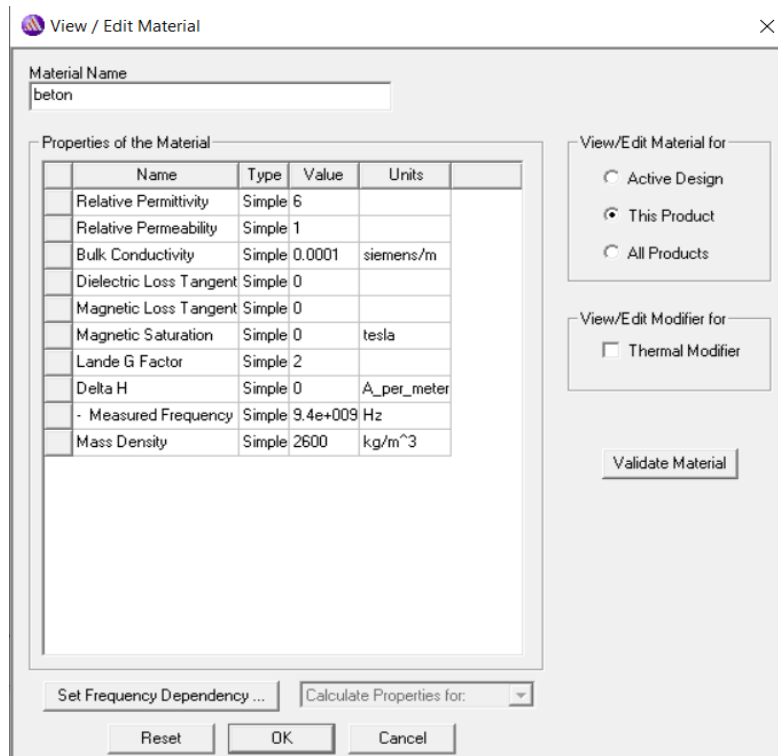 View / Edit Material
Material Name
beton
Properties of the Material
Name Type Value Units
Relative Permittivity Simple 6
Relative Permeability Simple 1
Bulk Conductivity Simple 0.0001 siemens/m
Dielectric Loss Tangent Simple 0
Magnetic Loss Tangent Simple 0
Magnetic Saturation Simple 0 tesla
Lande G Factor Simple 2
Delta H Simple 0 A_per_meter
- Measured Frequency Simple 9.4e+009 Hz
Mass Density Simple 2600 kg/m^3
View/Edit Material for
Active Design
This Product
All Products
View/Edit Modifier for
Thermal Modifier
Validate Material
Set Frequency Dependency ... Calculate Properties for:
Reset OK Cancel